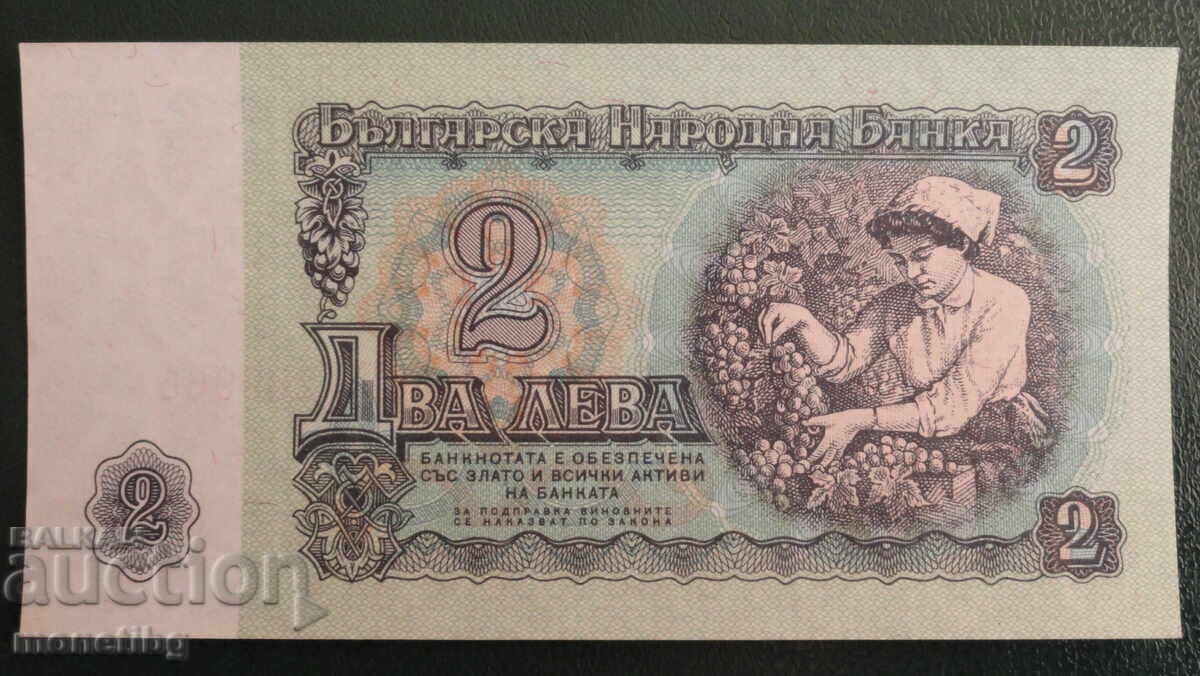 Българска Народна Банка
2
2
Два лева
Банкнотата е обезпечена
със злато и всички активи
на банката
За подправка виновните
се наказват по закона
2
2
BALKAN
auction
monetibg